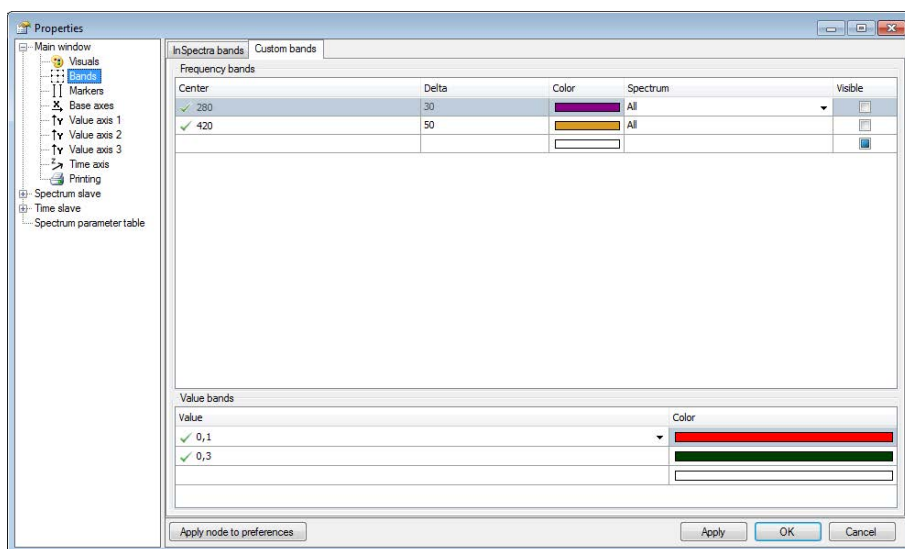 Properties
Main window
Visuals
Bands
Markers
Base axes
Value axis 1
Value axis 2
Value axis 3
Time axis
Printing
Spectrum slave
Time slave
Spectrum parameter table
InSpectra bands Custom bands
Frequency bands
Center Delta Color Spectrum Visible
280 30 All
420 50 All
Value bands
Value Color
0,1
0,3
Apply node to preferences Apply OK Cancel